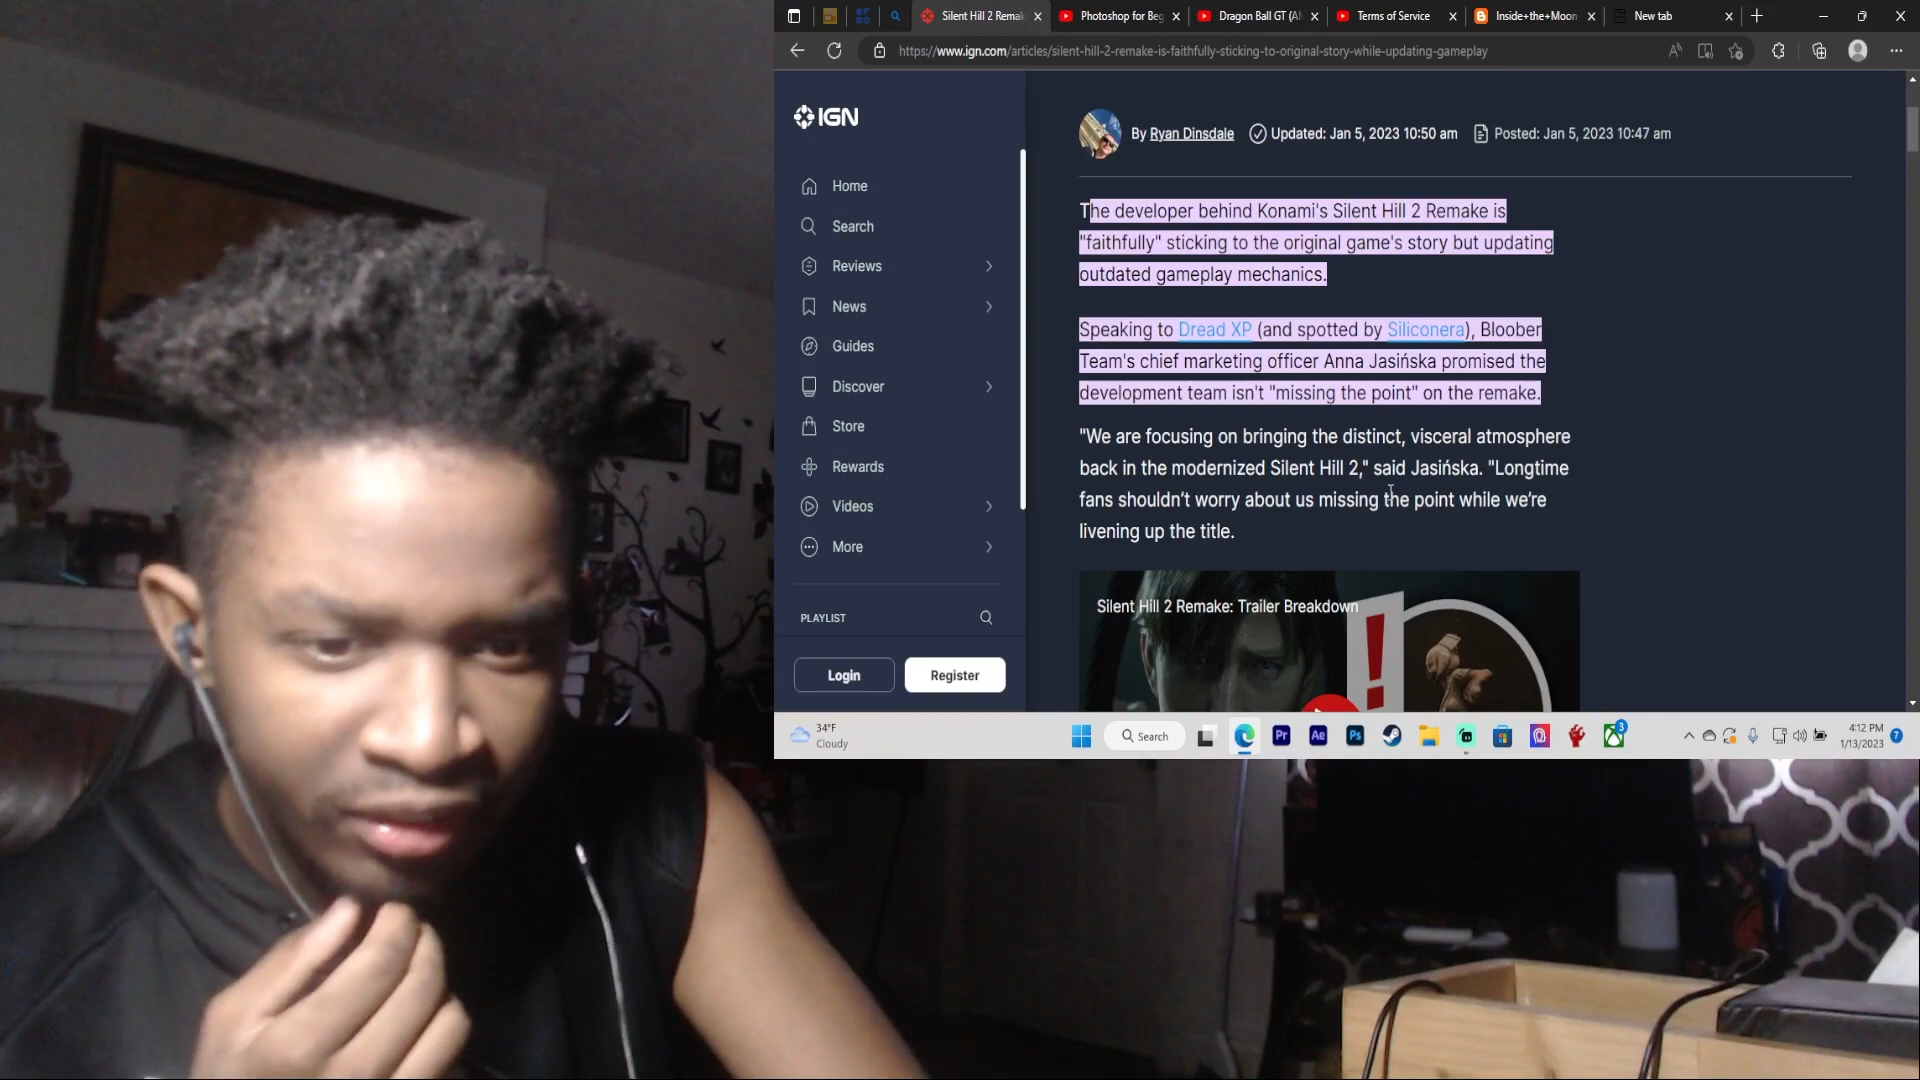 Silent Hill 2 Remak
Photoshop for Beg
Dragon Ball GT (A
Terms of Service
Inside+the+Moon
New tab
https://www.ign.com/articles/silent-hill-2-remake-is-faithfully-sticking-to-original-story-while-updating-gameplay
IGN
Home
Search
Reviews
News
Guides
Discover
Store
Rewards
Videos
More
PLAYLIST
Login
Register
By Ryan Dinsdale
Updated: Jan 5, 2023 10:50 am
Posted: Jan 5, 2023 10:47 am
The developer behind Konami's Silent Hill 2 Remake is
"faithfully" sticking to the original game's story but updating
outdated gameplay mechanics.
Speaking to Dread XP (and spotted by Siliconera), Bloober
Team's chief marketing officer Anna Jasińska promised the
development team isn't "missing the point" on the remake.
"We are focusing on bringing the distinct, visceral atmosphere
back in the modernized Silent Hill 2," said Jasińska. "Longtime
fans shouldn’t worry about us missing the point while we’re
livening up the title.
Silent Hill 2 Remake: Trailer Breakdown
!
34°F
Cloudy
Search
Pr
Ae
Ps
3
4:12 PM
1/13/2023
7